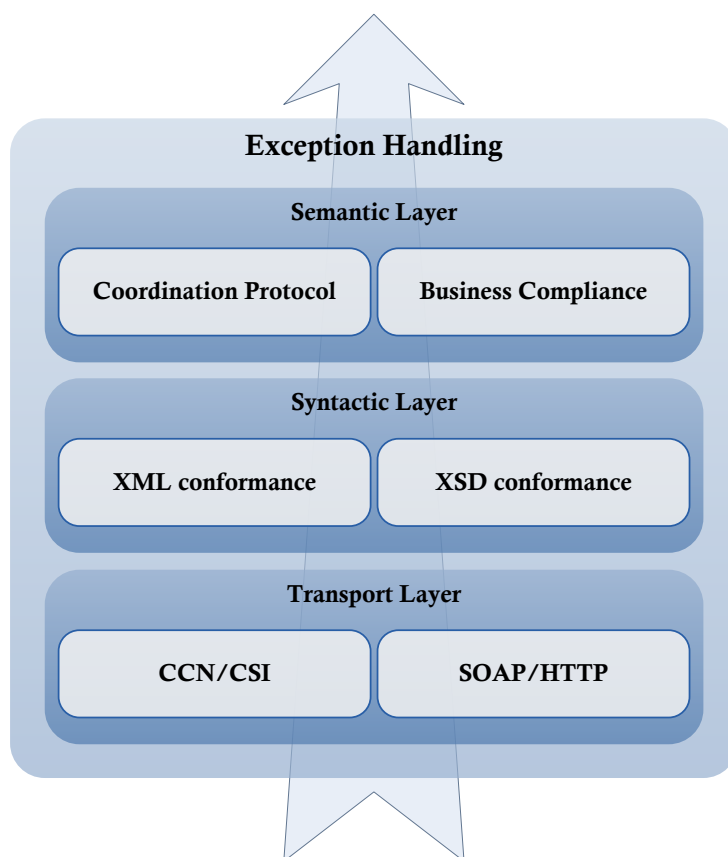 Exception Handling
Semantic Layer
Coordination Protocol
Business Compliance
Syntactic Layer
XML conformance
XSD conformance
Transport Layer
CCN/CSI
SOAP/HTTP